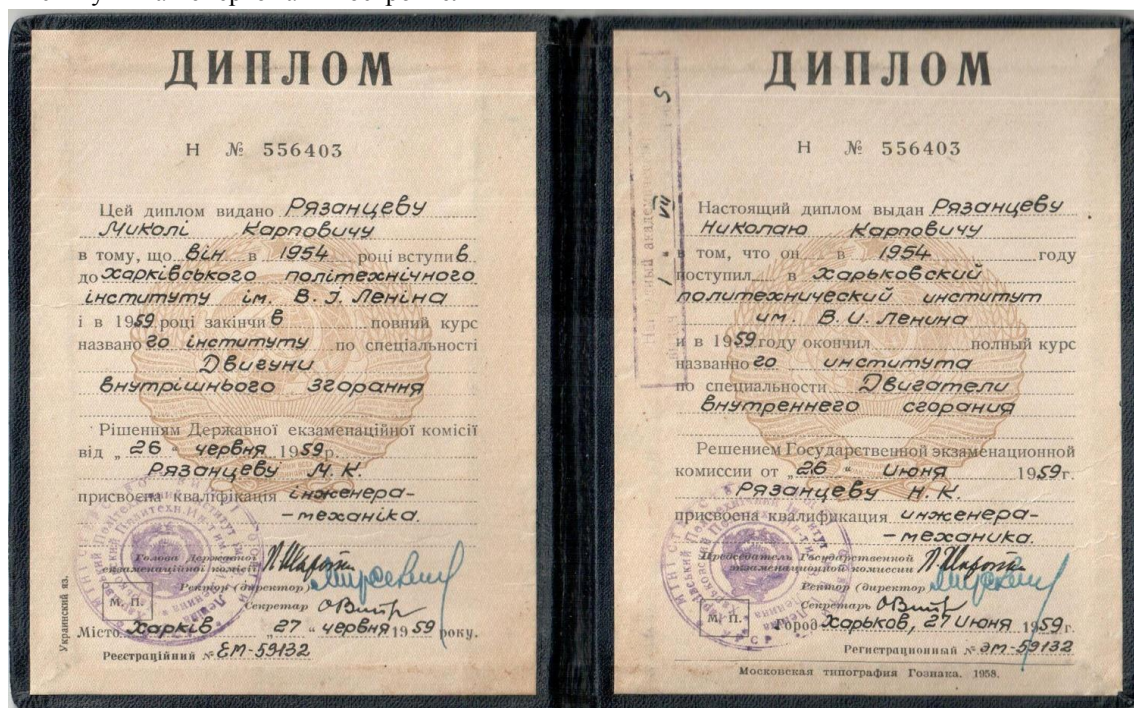 ДИПЛОМ
Н № 556403
Цей диплом видано Рязанцеву
Миколі Карповичу
в тому, що він в 1954 році вступив
до харківського політехнічного
інституту ім. В. І. Леніна
і в 1959 році закінчив повний курс
названого інституту по спеціальності
Двигуни
внутрішнього згорання
Рішенням Державної екзаменаційної комісії
від „ 26 “ червня 1959 р.
Рязанцеву М. К.
присвоєна кваліфікація інженера-
-механіка.
Голова Державної
екзаменаційної комісії
Ректор (директор)
Секретар
М. П.
Місто Харків „27“ червня 1959 року.
Реєстраційний № ЕМ-59132
Украинский яз.
ДИПЛОМ
Н № 556403
Настоящий диплом выдан Рязанцеву
Николаю Карповичу
в том, что он в 1954 году
поступил в Харьковский
политехнический институт
им. В. И. Ленина
и в 1959 году окончил полный курс
названного института
по специальности Двигатели
внутреннего сгорания
Решением Государственной экзаменационной
комиссии от „ 26 “ Июня 1959 г.
Рязанцеву Н. К.
присвоена квалификация инженера-
-механика.
Председатель Государственной
экзаменационной комиссии
Ректор (директор)
Секретарь
М. П.
Город Харьков, 27 Июня 1959 г.
Регистрационный № ЭМ-59132
Московская типография Гознака. 1958.